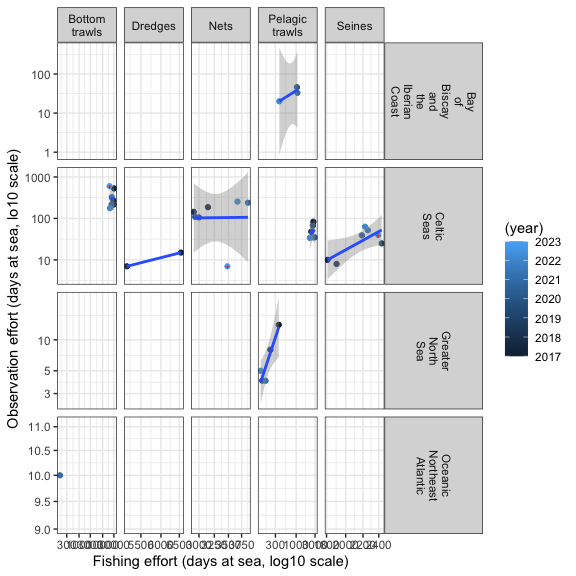 Bottom
trawls
Dredges
Nets
Pelagic
trawls
Seines
100
10
1
Bay
of
Biscay
and
the
Iberian
Coast
1000
100
10
Celtic
Seas
10
5
3
Greater
North
Sea
11.0
10.5
10.0
9.5
9.0
Oceanic
Northeast
Atlantic
Observation effort (days at sea, lo10 scale)
Fishing effort (days at sea, log10 scale)
(year)
2023
2022
2021
2020
2019
2018
2017